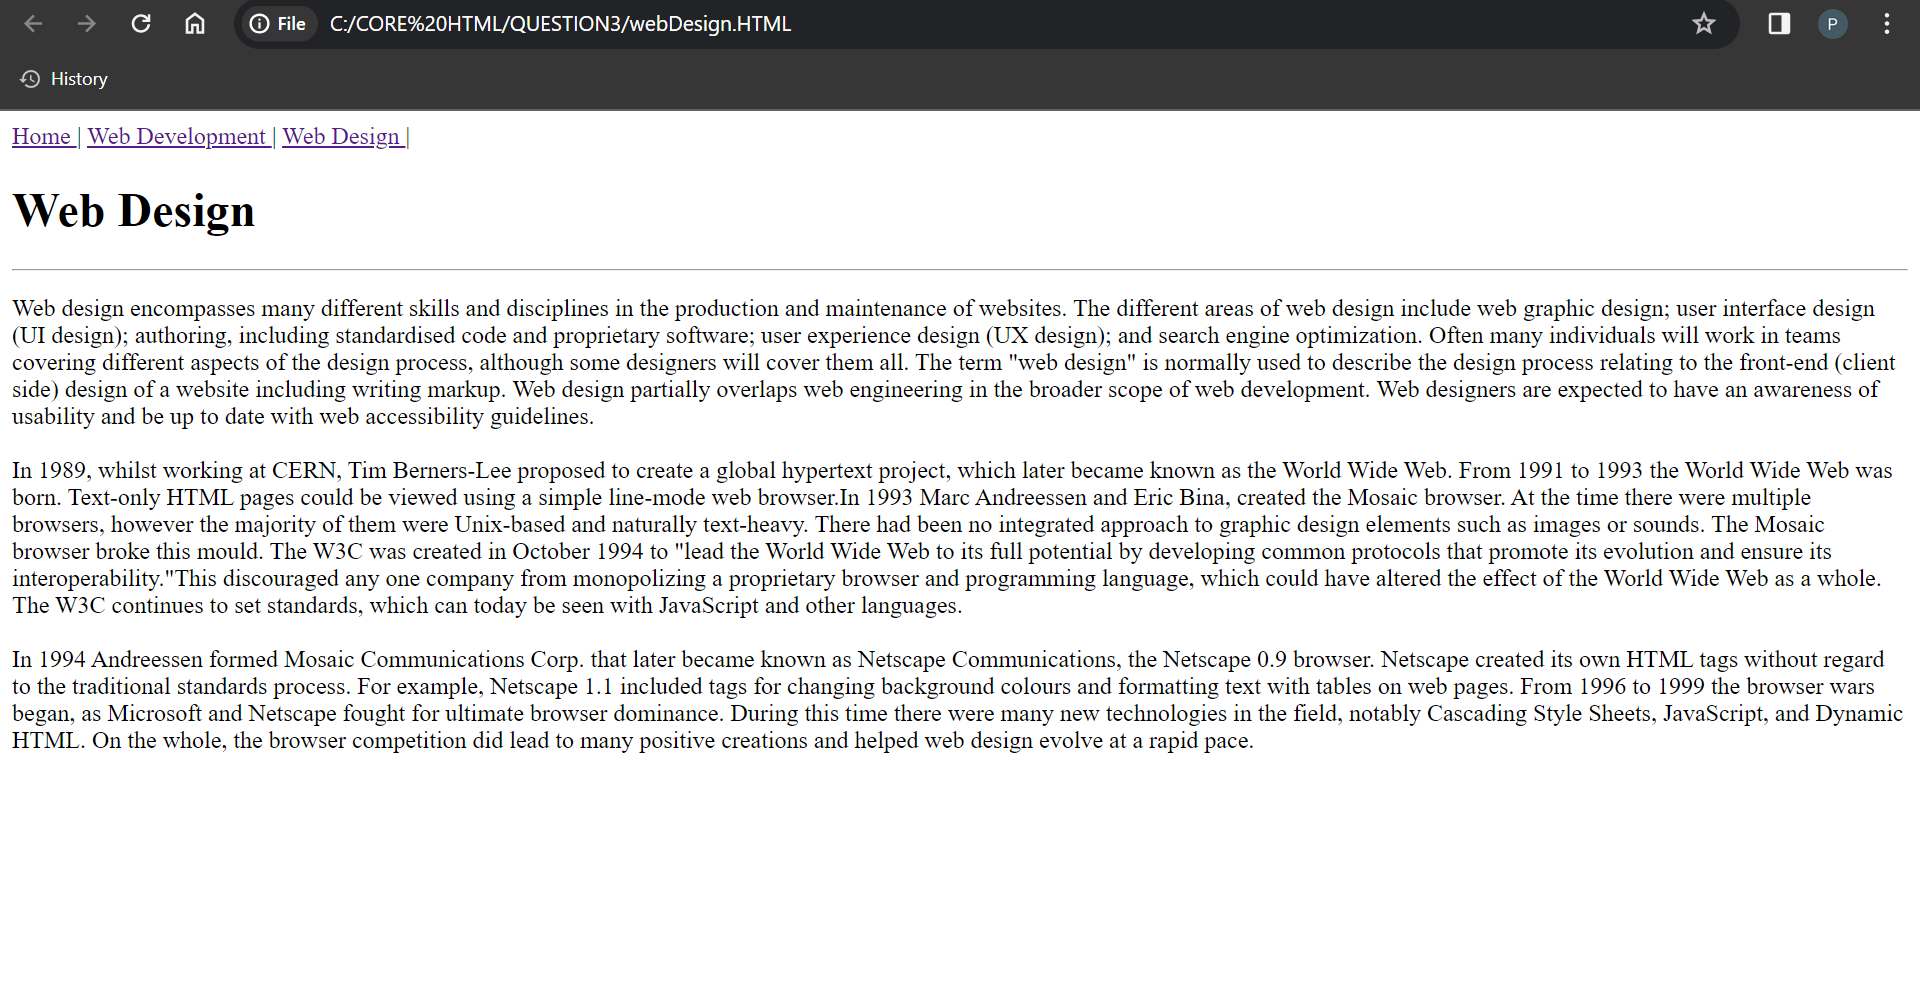 File C:/CORE%20HTML/QUESTION3/webDesign.HTML P
History
Home | Web Development | Web Design |
Web Design
Web design encompasses many different skills and disciplines in the production and maintenance of websites. The different areas of web design include web graphic design; user interface design
(UI design); authoring, including standardised code and proprietary software; user experience design (UX design); and search engine optimization. Often many individuals will work in teams
covering different aspects of the design process, although some designers will cover them all. The term "web design" is normally used to describe the design process relating to the front-end (client
side) design of a website including writing markup. Web design partially overlaps web engineering in the broader scope of web development. Web designers are expected to have an awareness of
usability and be up to date with web accessibility guidelines.
In 1989, whilst working at CERN, Tim Berners-Lee proposed to create a global hypertext project, which later became known as the World Wide Web. From 1991 to 1993 the World Wide Web was
born. Text-only HTML pages could be viewed using a simple line-mode web browser.In 1993 Marc Andreessen and Eric Bina, created the Mosaic browser. At the time there were multiple
browsers, however the majority of them were Unix-based and naturally text-heavy. There had been no integrated approach to graphic design elements such as images or sounds. The Mosaic
browser broke this mould. The W3C was created in October 1994 to "lead the World Wide Web to its full potential by developing common protocols that promote its evolution and ensure its
interoperability."This discouraged any one company from monopolizing a proprietary browser and programming language, which could have altered the effect of the World Wide Web as a whole.
The W3C continues to set standards, which can today be seen with JavaScript and other languages.
In 1994 Andreessen formed Mosaic Communications Corp. that later became known as Netscape Communications, the Netscape 0.9 browser. Netscape created its own HTML tags without regard
to the traditional standards process. For example, Netscape 1.1 included tags for changing background colours and formatting text with tables on web pages. From 1996 to 1999 the browser wars
began, as Microsoft and Netscape fought for ultimate browser dominance. During this time there were many new technologies in the field, notably Cascading Style Sheets, JavaScript, and Dynamic
HTML. On the whole, the browser competition did lead to many positive creations and helped web design evolve at a rapid pace.